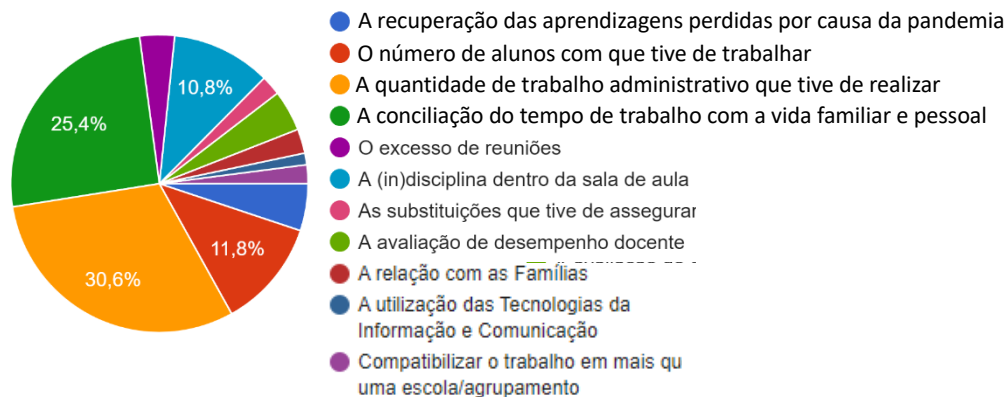 A recuperação das aprendizagens perdidas por causa da pandemia
O número de alunos com que tive de trabalhar
A quantidade de trabalho administrativo que tive de realizar
A conciliação do tempo de trabalho com a vida familiar e pessoal
O excesso de reuniões
A (in)disciplina dentro da sala de aula
As substituições que tive de assegurar
A avaliação de desempenho docente
A relação com as Famílias
A utilização das Tecnologias da
Informação e Comunicação
Compatibilizar o trabalho em mais qu
uma escola/agrupamento
10,8%
25,4%
11,8%
30,6%